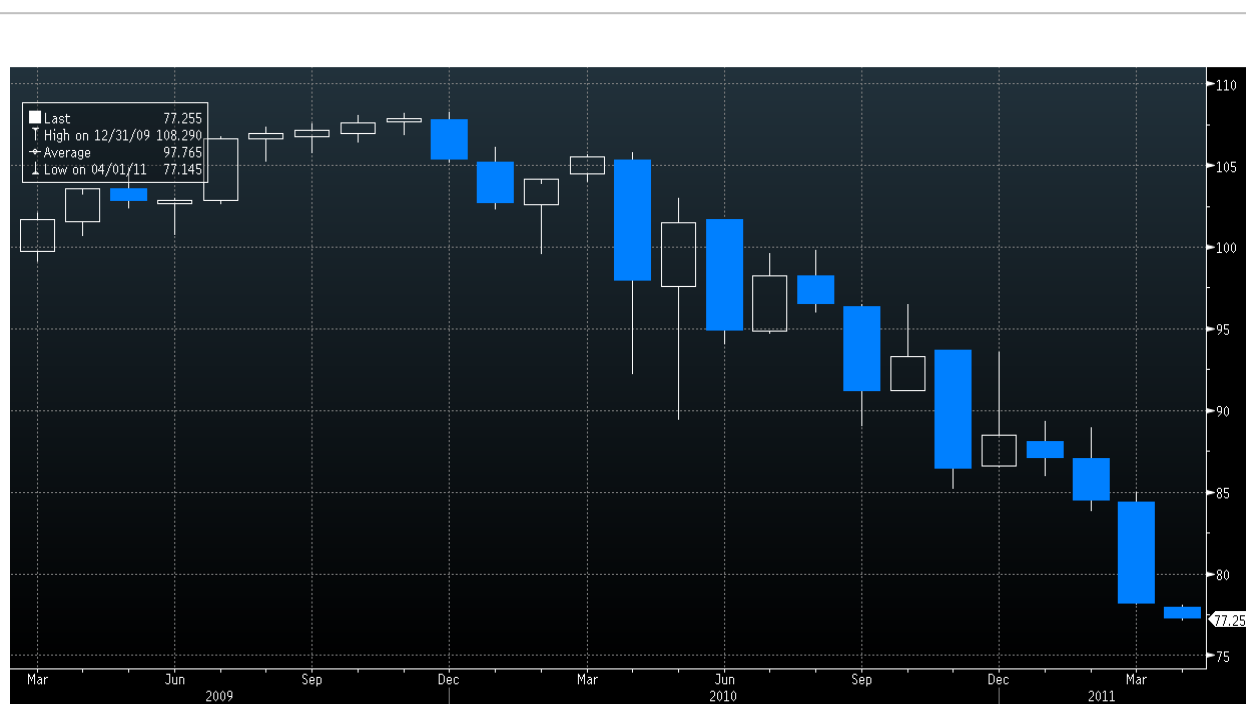 Last 77.255
High on 12/31/09 108.290
Average 97.765
Low on 04/01/11 77.145
110
105
100
95
90
85
80
77.25
75
Mar Jun Sep Dec Mar Jun Sep Dec Mar
2009 2010 2011